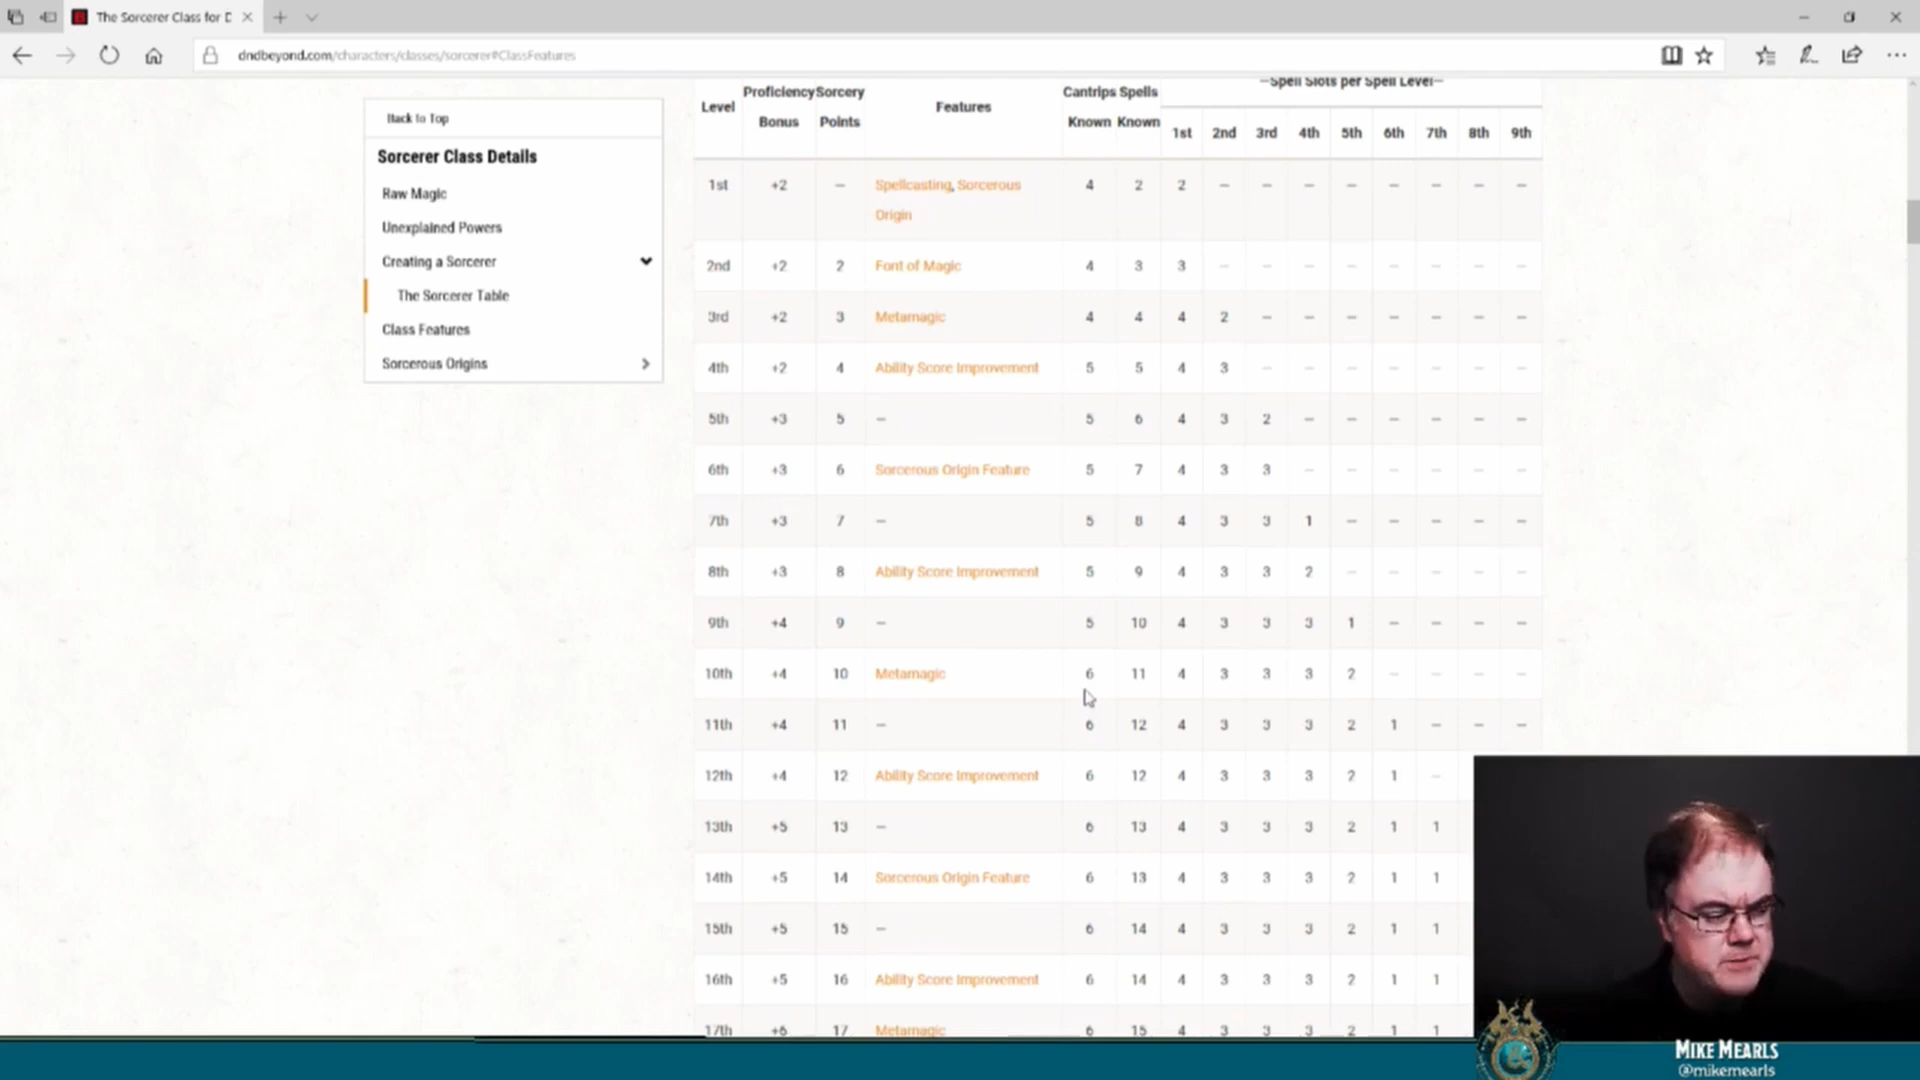 The Sorcerer Class for D
dndbeyond.com/characters/classes/sorcerer#ClassFeatures
Back to Top
Sorcerer Class Details
Raw Magic
Unexplained Powers
Creating a Sorcerer
The Sorcerer Table
Class Features
Sorcerous Origins
—Spell Slots per Spell Level—
Level Proficiency Bonus Sorcery Points Features Cantrips Known Spells Known 1st 2nd 3rd 4th 5th 6th 7th 8th 9th
1st +2 – Spellcasting, Sorcerous Origin 4 2 2 – – – – – – – –
2nd +2 2 Font of Magic 4 3 3 – – – – – – – –
3rd +2 3 Metamagic 4 4 4 2 – – – – – – –
4th +2 4 Ability Score Improvement 5 5 4 3 – – – – – – –
5th +3 5 – 5 6 4 3 2 – – – – – –
6th +3 6 Sorcerous Origin Feature 5 7 4 3 3 – – – – – –
7th +3 7 – 5 8 4 3 3 1 – – – – –
8th +3 8 Ability Score Improvement 5 9 4 3 3 2 – – – – –
9th +4 9 – 5 10 4 3 3 3 1 – – – –
10th +4 10 Metamagic 6 11 4 3 3 3 2 – – – –
11th +4 11 – 6 12 4 3 3 3 2 1 – – –
12th +4 12 Ability Score Improvement 6 12 4 3 3 3 2 1 –
13th +5 13 – 6 13 4 3 3 3 2 1 1
14th +5 14 Sorcerous Origin Feature 6 13 4 3 3 3 2 1 1
15th +5 15 – 6 14 4 3 3 3 2 1 1
16th +5 16 Ability Score Improvement 6 14 4 3 3 3 2 1 1
17th +6 17 Metamagic 6 15 4 3 3 3 2 1 1
MIKE MEARLS
@mikemearls